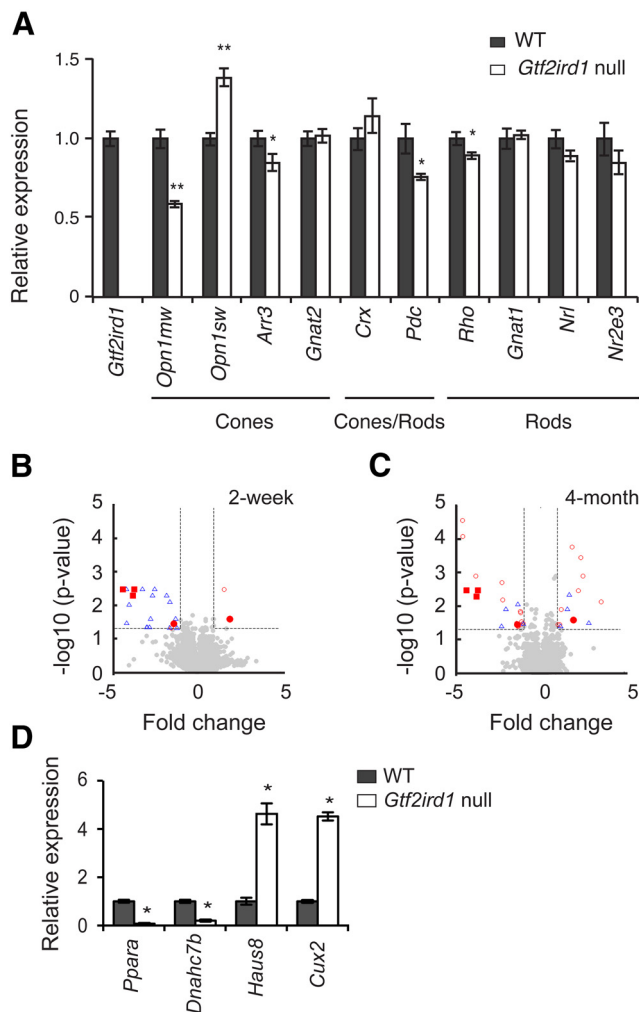 A
WT
Gtf2ird1 null
Relative expression
1.5
1.0
0.5
0
**
**
*
*
*
Gtf2ird1
Opn1mw
Opn1sw
Arr3
Gnat2
Crx
Pdc
Rho
Gnat1
Nrl
Nr2e3
Cones
Cones/Rods
Rods
B
2-week
-log10 (p-value)
5
4
3
2
1
0
-5
0
5
Fold change
C
4-month
-log10 (p-value)
5
4
3
2
1
0
-5
0
5
Fold change
D
WT
Gtf2ird1 null
Relative expression
6
4
2
0
*
*
*
*
Ppara
Dnahc7b
Haus8
Cux2